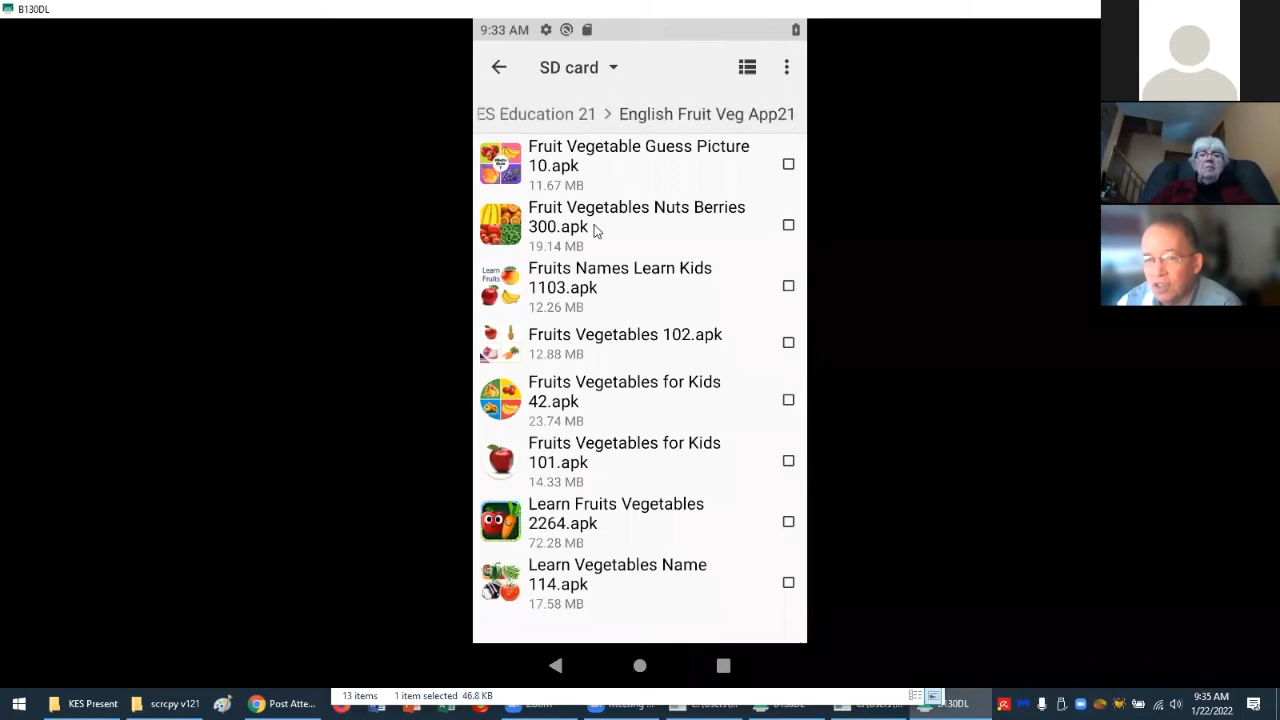 B130DL
9:33 AM
SD card
ES Education 21 > English Fruit Veg App21
Fruit Vegetable Guess Picture
10.apk
11.67 MB
Fruit Vegetables Nuts Berries
300.apk
19.14 MB
Learn
Fruits
Fruits Names Learn Kids
1103.apk
12.26 MB
Fruits Vegetables 102.apk
12.88 MB
Fruits Vegetables for Kids
42.apk
23.74 MB
Fruits Vegetables for Kids
101.apk
14.33 MB
Learn Fruits Vegetables
2264.apk
72.28 MB
Learn Vegetables Name
114.apk
17.58 MB
13 items 1 item selected 46.8 KB
KES Present
scrcpy v121
Post Atte...
B130DL
9:35 AM
1/22/2022